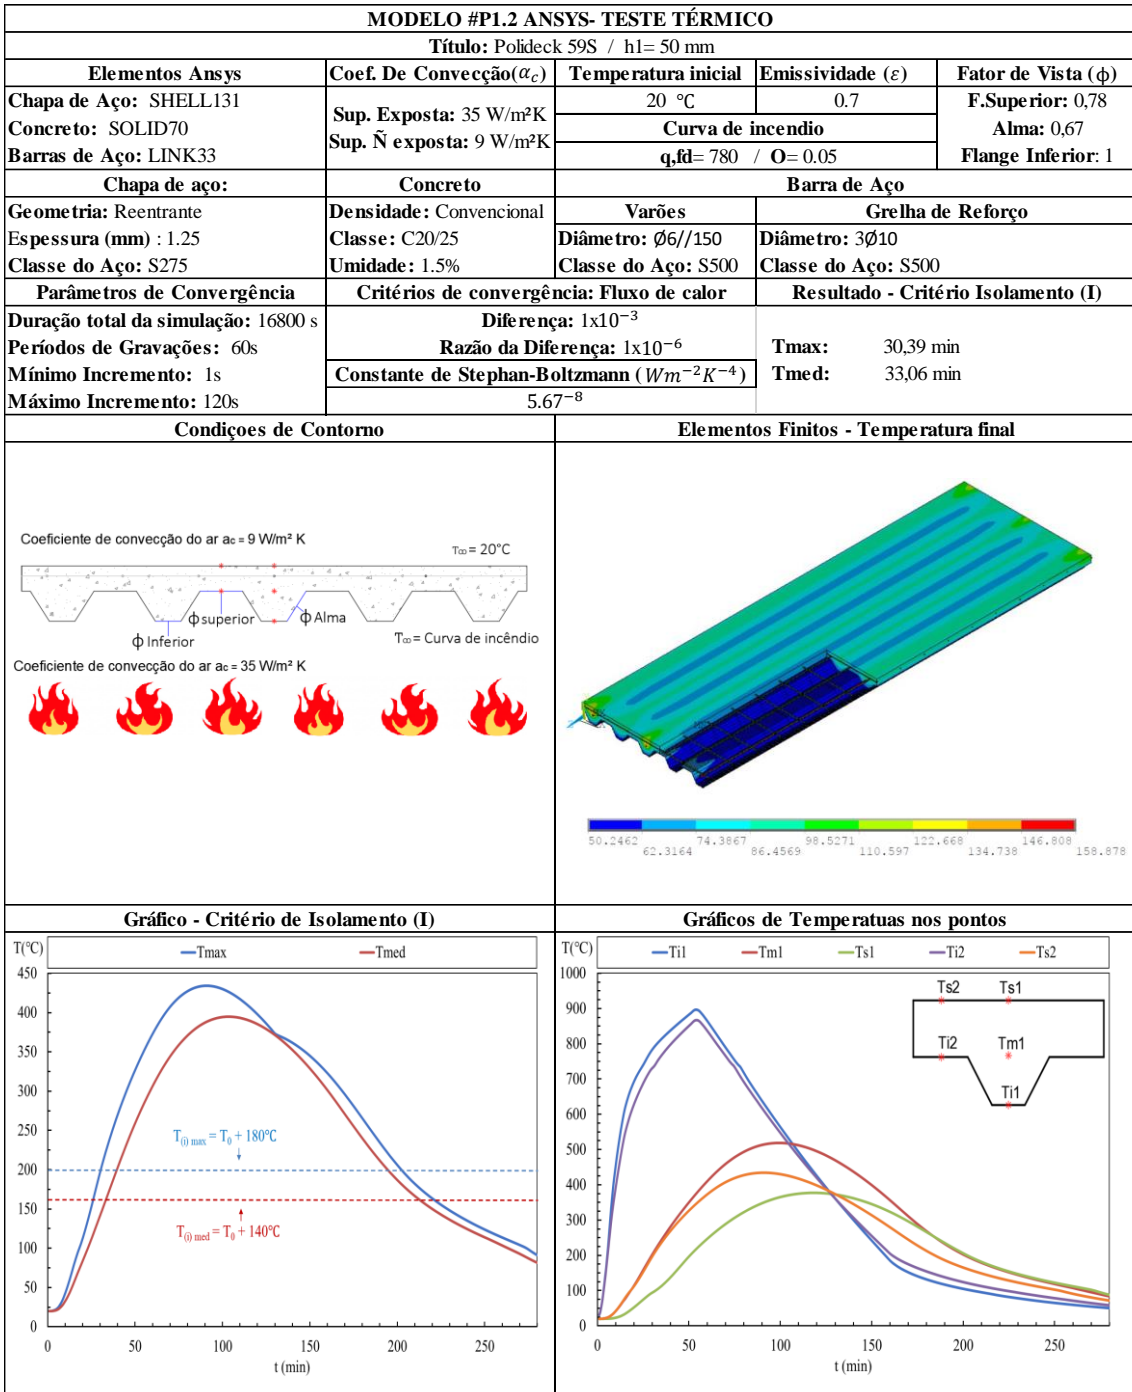 MODELO #P1.2 ANSYS- TESTE TÉRMICO
Título: Polideck 59S / h1= 50 mm
Elementos Ansys
Coef. De Convecção(α_c)
Temperatura inicial
Emissividade (ε)
Fator de Vista (ϕ)
Chapa de Aço: SHELL131
Concreto: SOLID70
Barras de Aço: LINK33
Sup. Exposta: 35 W/m²K
Sup. Ñ exposta: 9 W/m²K
20 °C
0.7
Curva de incendio
q,fd= 780 / O= 0.05
F.Superior: 0,78
Alma: 0,67
Flange Inferior: 1
Chapa de aço:
Concreto
Barra de Aço
Geometria: Reentrante
Espessura (mm) : 1.25
Classe do Aço: S275
Densidade: Convencional
Classe: C20/25
Umidade: 1.5%
Varões
Diâmetro: Ø6//150
Classe do Aço: S500
Grelha de Reforço
Diâmetro: 3Ø10
Classe do Aço: S500
Parâmetros de Convergência
Critérios de convergência: Fluxo de calor
Resultado - Critério Isolamento (I)
Duração total da simulação: 16800 s
Períodos de Gravações: 60s
Mínimo Incremento: 1s
Máximo Incremento: 120s
Diferença: 1x10⁻³
Razão da Diferença: 1x10⁻⁶
Constante de Stephan-Boltzmann (Wm⁻²K⁻⁴)
5.67⁻⁸
Tmax: 30,39 min
Tmed: 33,06 min
Condiçoes de Contorno
Elementos Finitos - Temperatura final
Coeficiente de convecção do ar ac = 9 W/m² K
T∞ = 20°C
ϕ superior
ϕ Alma
ϕ Inferior
T∞ = Curva de incêndio
Coeficiente de convecção do ar ac = 35 W/m² K
50.2462 74.3867 98.5271 122.668 146.808
62.3164 86.4569 110.597 134.738 158.878
Gráfico - Critério de Isolamento (I)
Gráficos de Temperatuas nos pontos
T(°C)
Tmax
Tmed
450
400
350
300
250
200
150
100
50
0
T(i) max = T0 + 180°C
T(i) med = T0 + 140°C
0 50 100 150 200 250
t (min)
T(°C)
Ti1
Tm1
Ts1
Ti2
Ts2
1000
900
800
700
600
500
400
300
200
100
0
Ts2 Ts1
Ti2 Tm1
Ti1
0 50 100 150 200 250
t (min)